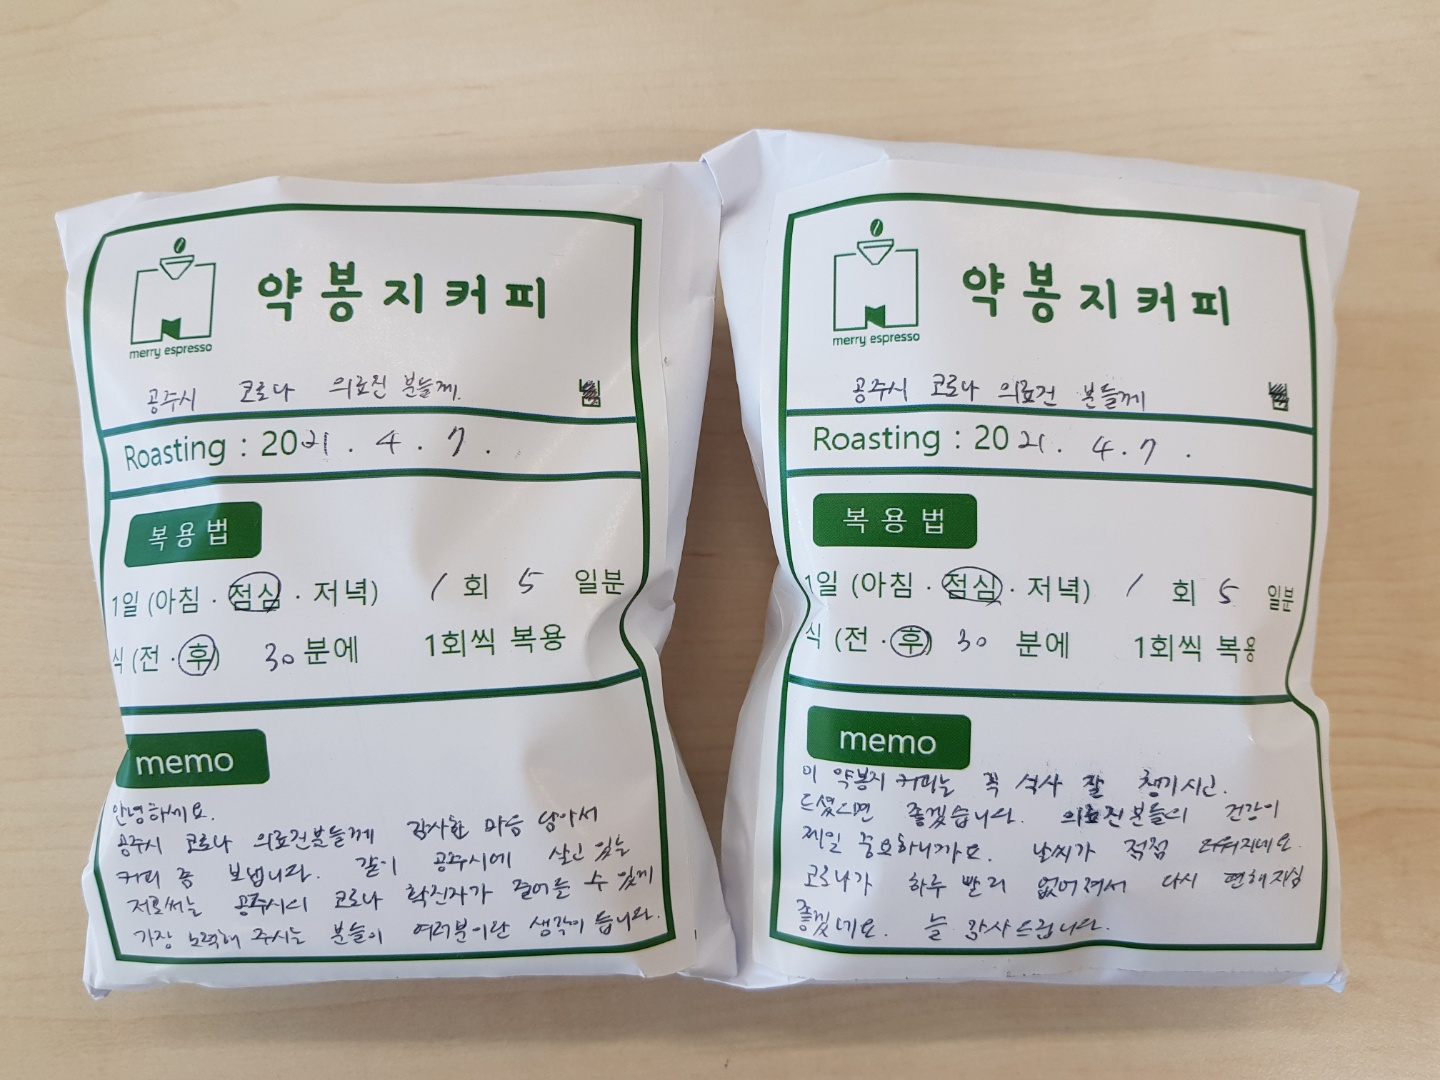 약봉지커피
merry espresso
공주시 코로나 의료진 분들께.
Roasting : 2021. 4. 7.
복용법
1일 (아침 · 점심 · 저녁) 1 회 5 일분
식 (전 · 후) 30 분에 1회씩 복용
memo
안녕하세요.
공주시 코로나 의료진분들께 감사한 마음 담아서
커피 좀 보냅니다. 같이 공주시에 살고 있는
저로써는 공주시의 코로나 확진자가 줄어들 수 있게
가장 노력해 주시는 분들이 여러분이란 생각이 듭니다.
약봉지커피
merry espresso
공주시 코로나 의료진 분들께
Roasting : 2021. 4. 7.
복용법
1일 (아침 · 점심 · 저녁) 1 회 5 일분
식 (전 · 후) 30 분에 1회씩 복용
memo
이 약봉지 커피는 꼭 식사 잘 챙기시고.
드셨으면 좋겠습니다. 의료진분들의 건강이
제일 중요하니까요. 날씨가 점점 더워지네요.
코로나가 하루 빨리 없어져서 다시 편해지심
좋겠네요. 늘 감사드립니다.